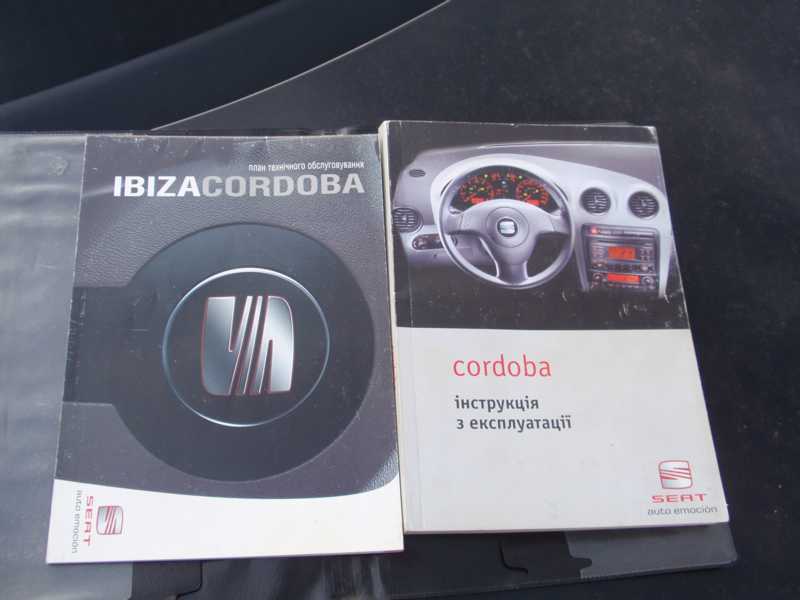 план технічного обслуговування
IBIZACORDOBA
SEAT
auto emoción
cordoba
інструкція
з експлуатації
SEAT
auto emoción